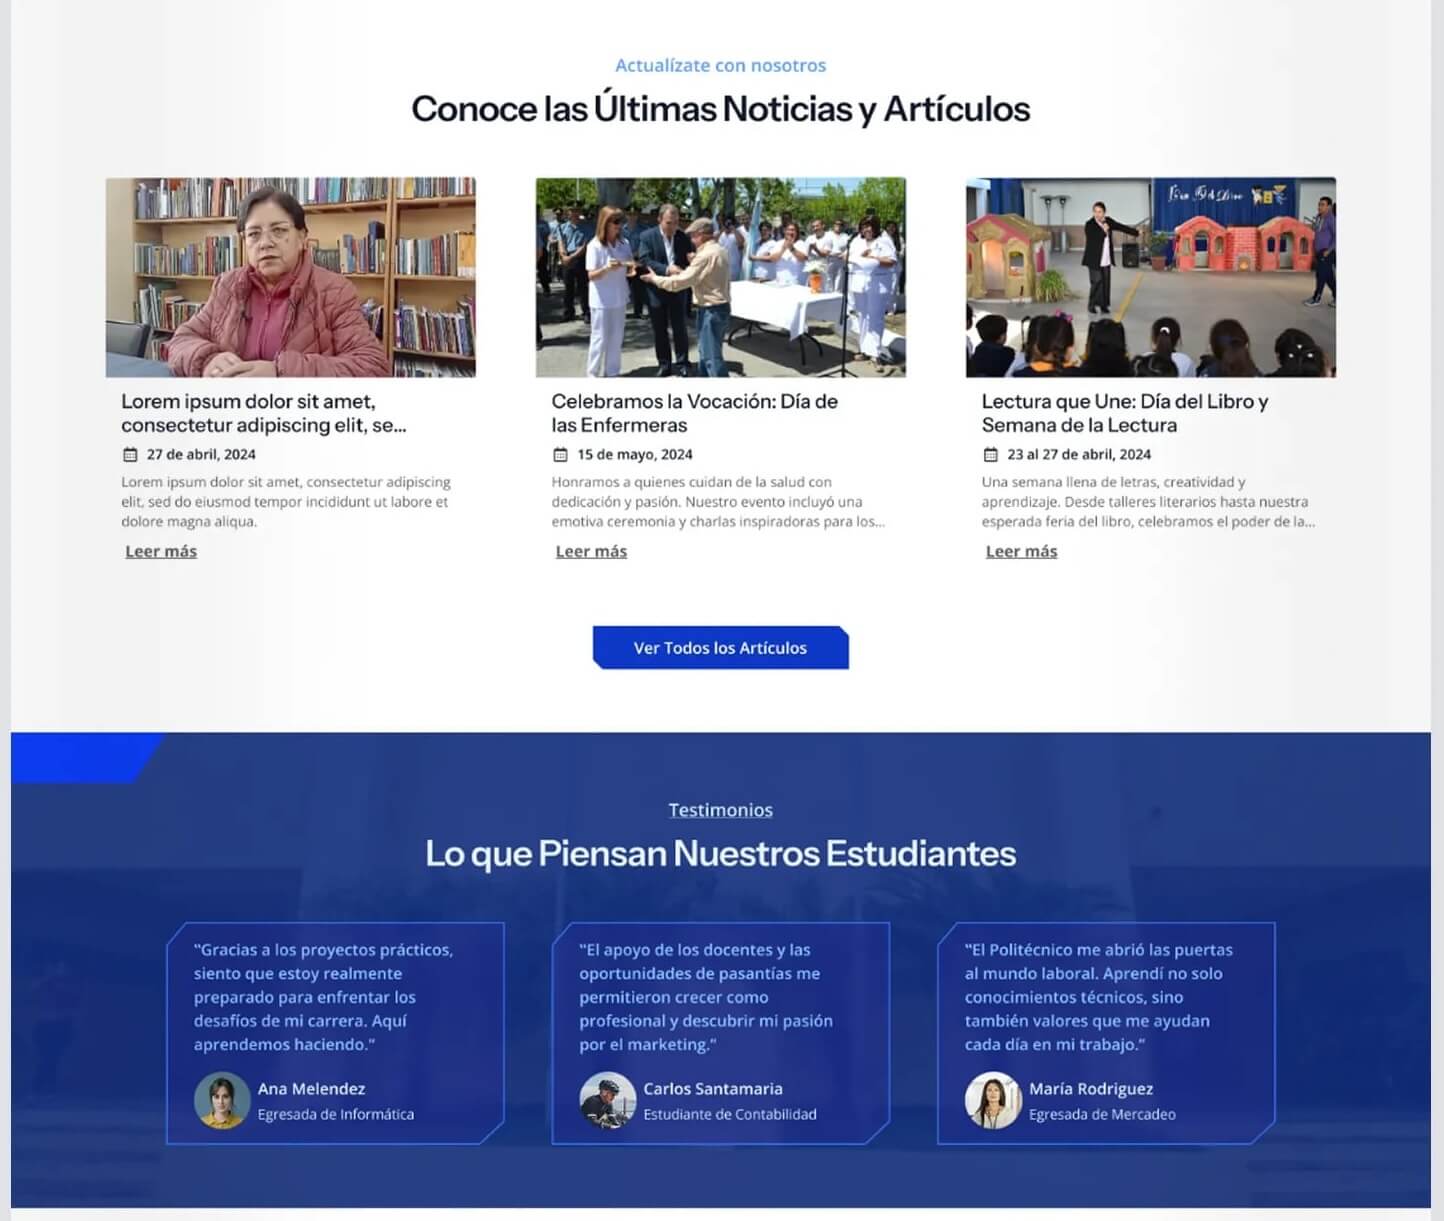 Actualízate con nosotros
Conoce las Últimas Noticias y Artículos
Lorem ipsum dolor sit amet,
consectetur adipiscing elit, se...
27 de abril, 2024
Lorem ipsum dolor sit amet, consectetur adipiscing
elit, sed do eiusmod tempor incididunt ut labore et
dolore magna aliqua.
Leer más
Celebramos la Vocación: Día de
las Enfermeras
15 de mayo, 2024
Honramos a quienes cuidan de la salud con
dedicación y pasión. Nuestro evento incluyó una
emotiva ceremonia y charlas inspiradoras para los...
Leer más
Lectura que Une: Día del Libro y
Semana de la Lectura
23 al 27 de abril, 2024
Una semana llena de letras, creatividad y
aprendizaje. Desde talleres literarios hasta nuestra
esperada feria del libro, celebramos el poder de la...
Leer más
Ver Todos los Artículos
Testimonios
Lo que Piensan Nuestros Estudiantes
"Gracias a los proyectos prácticos,
siento que estoy realmente
preparado para enfrentar los
desafíos de mi carrera. Aquí
aprendemos haciendo."
Ana Melendez
Egresada de Informática
"El apoyo de los docentes y las
oportunidades de pasantías me
permitieron crecer como
profesional y descubrir mi pasión
por el marketing."
Carlos Santamaria
Estudiante de Contabilidad
"El Politécnico me abrió las puertas
al mundo laboral. Aprendí no solo
conocimientos técnicos, sino
también valores que me ayudan
cada día en mi trabajo."
María Rodriguez
Egresada de Mercadeo